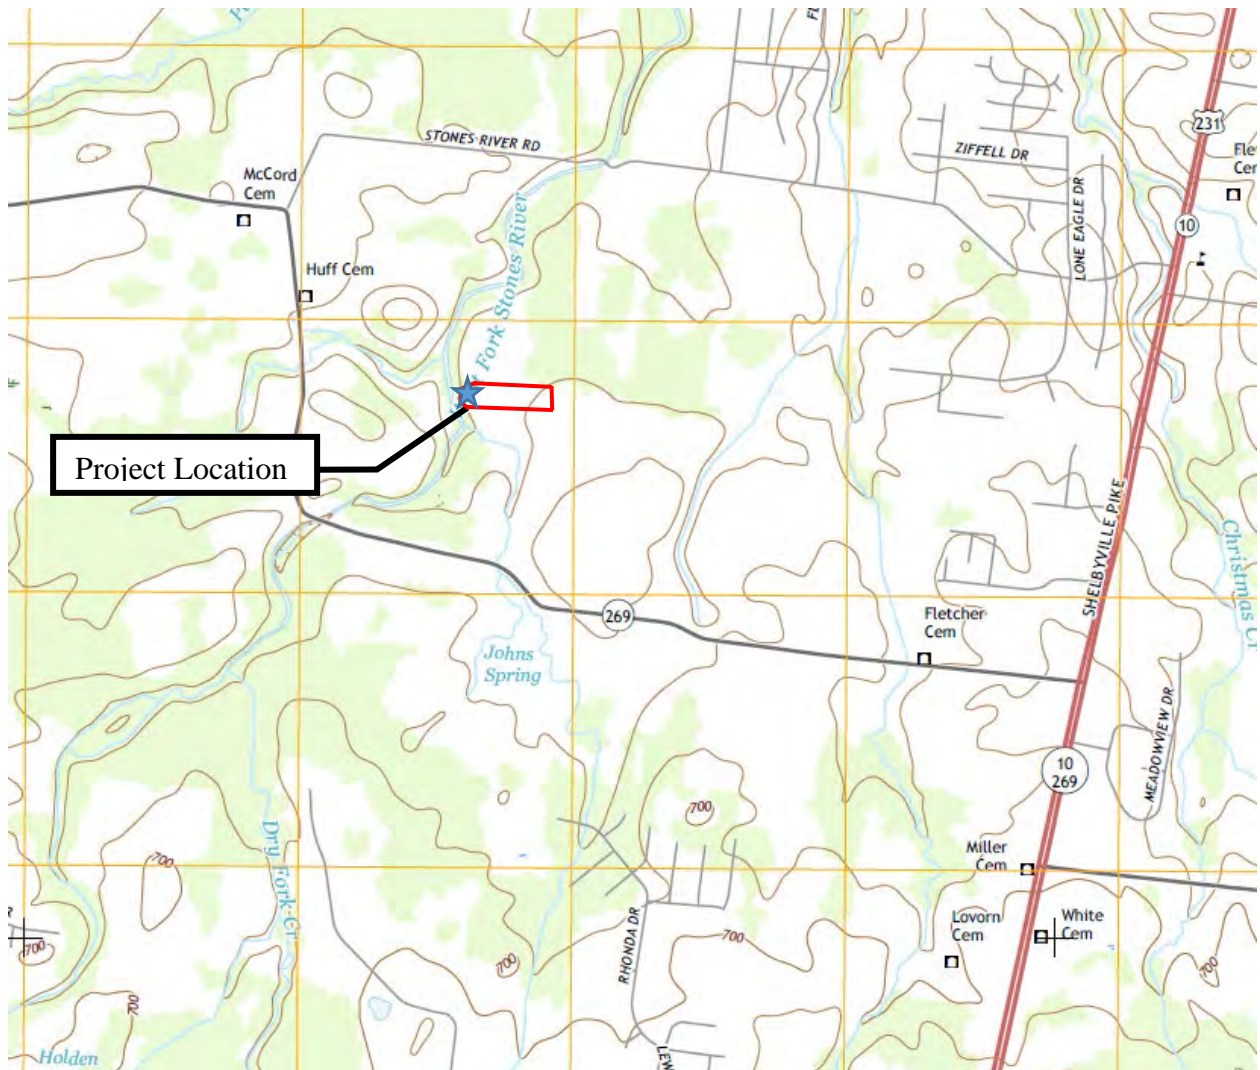 STONES RIVER RD
ZIFFELL DR
231
McCord
Cem
LONE EAGLE DR
10
Huff Cem
Fork Stones River
Project Location
SHELBYVILLE PIKE
Christmas Cr
269
Fletcher
Cem
Johns
Spring
MEADOWVIEW DR
10
269
700
Dry Fork Cr
700
Miller
Cem
RHONDA DR
Lovorn
Cem
White
Cem
700
700
700
700
700
Holden